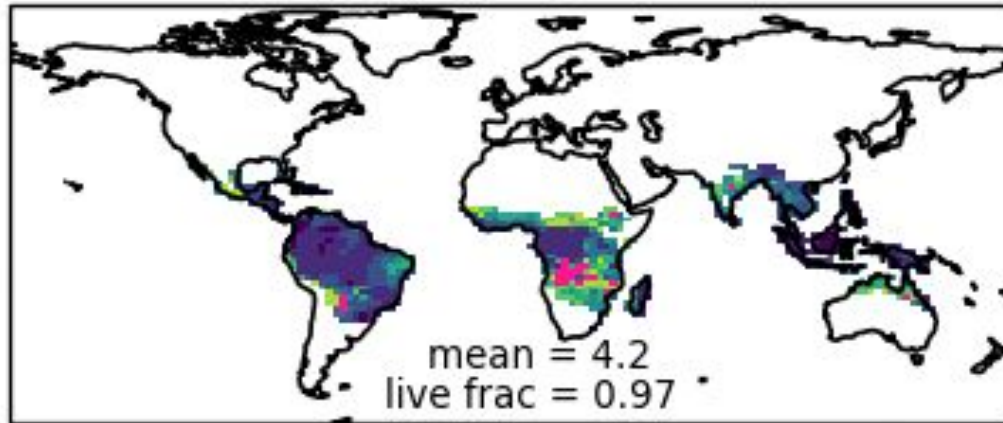 mean = 4.2
live frac = 0.97